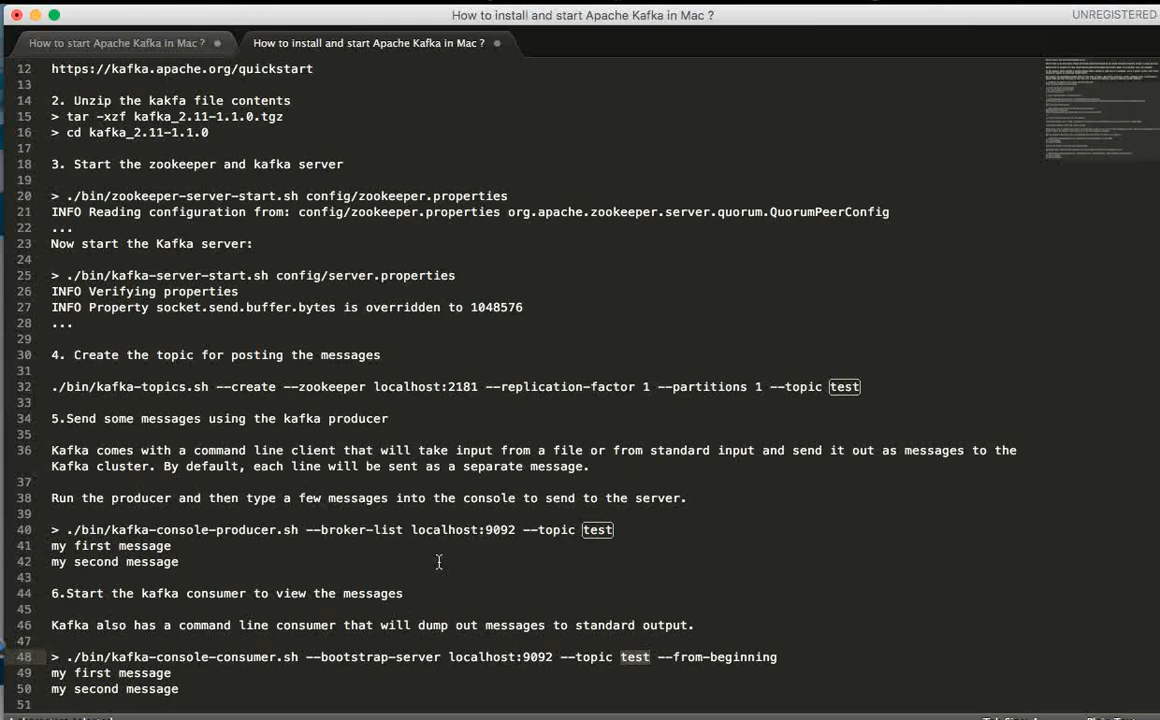 How to install and start Apache Kafka in Mac ?
UNREGISTERED
How to start Apache Kafka in Mac ?
How to install and start Apache Kafka in Mac ?
12 https://kafka.apache.org/quickstart
13
14 2. Unzip the kakfa file contents
15 > tar -xzf kafka_2.11-1.1.0.tgz
16 > cd kafka_2.11-1.1.0
17
18 3. Start the zookeeper and kafka server
19
20 > ./bin/zookeeper-server-start.sh config/zookeeper.properties
21 INFO Reading configuration from: config/zookeeper.properties org.apache.zookeeper.server.quorum.QuorumPeerConfig
22 ...
23 Now start the Kafka server:
24
25 > ./bin/kafka-server-start.sh config/server.properties
26 INFO Verifying properties
27 INFO Property socket.send.buffer.bytes is overridden to 1048576
28 ...
29
30 4. Create the topic for posting the messages
31
32 ./bin/kafka-topics.sh --create --zookeeper localhost:2181 --replication-factor 1 --partitions 1 --topic test
33
34 5.Send some messages using the kafka producer
35
36 Kafka comes with a command line client that will take input from a file or from standard input and send it out as messages to the
Kafka cluster. By default, each line will be sent as a separate message.
37
38 Run the producer and then type a few messages into the console to send to the server.
39
40 > ./bin/kafka-console-producer.sh --broker-list localhost:9092 --topic test
41 my first message
42 my second message
43
44 6.Start the kafka consumer to view the messages
45
46 Kafka also has a command line consumer that will dump out messages to standard output.
47
48 > ./bin/kafka-console-consumer.sh --bootstrap-server localhost:9092 --topic test --from-beginning
49 my first message
50 my second message
51